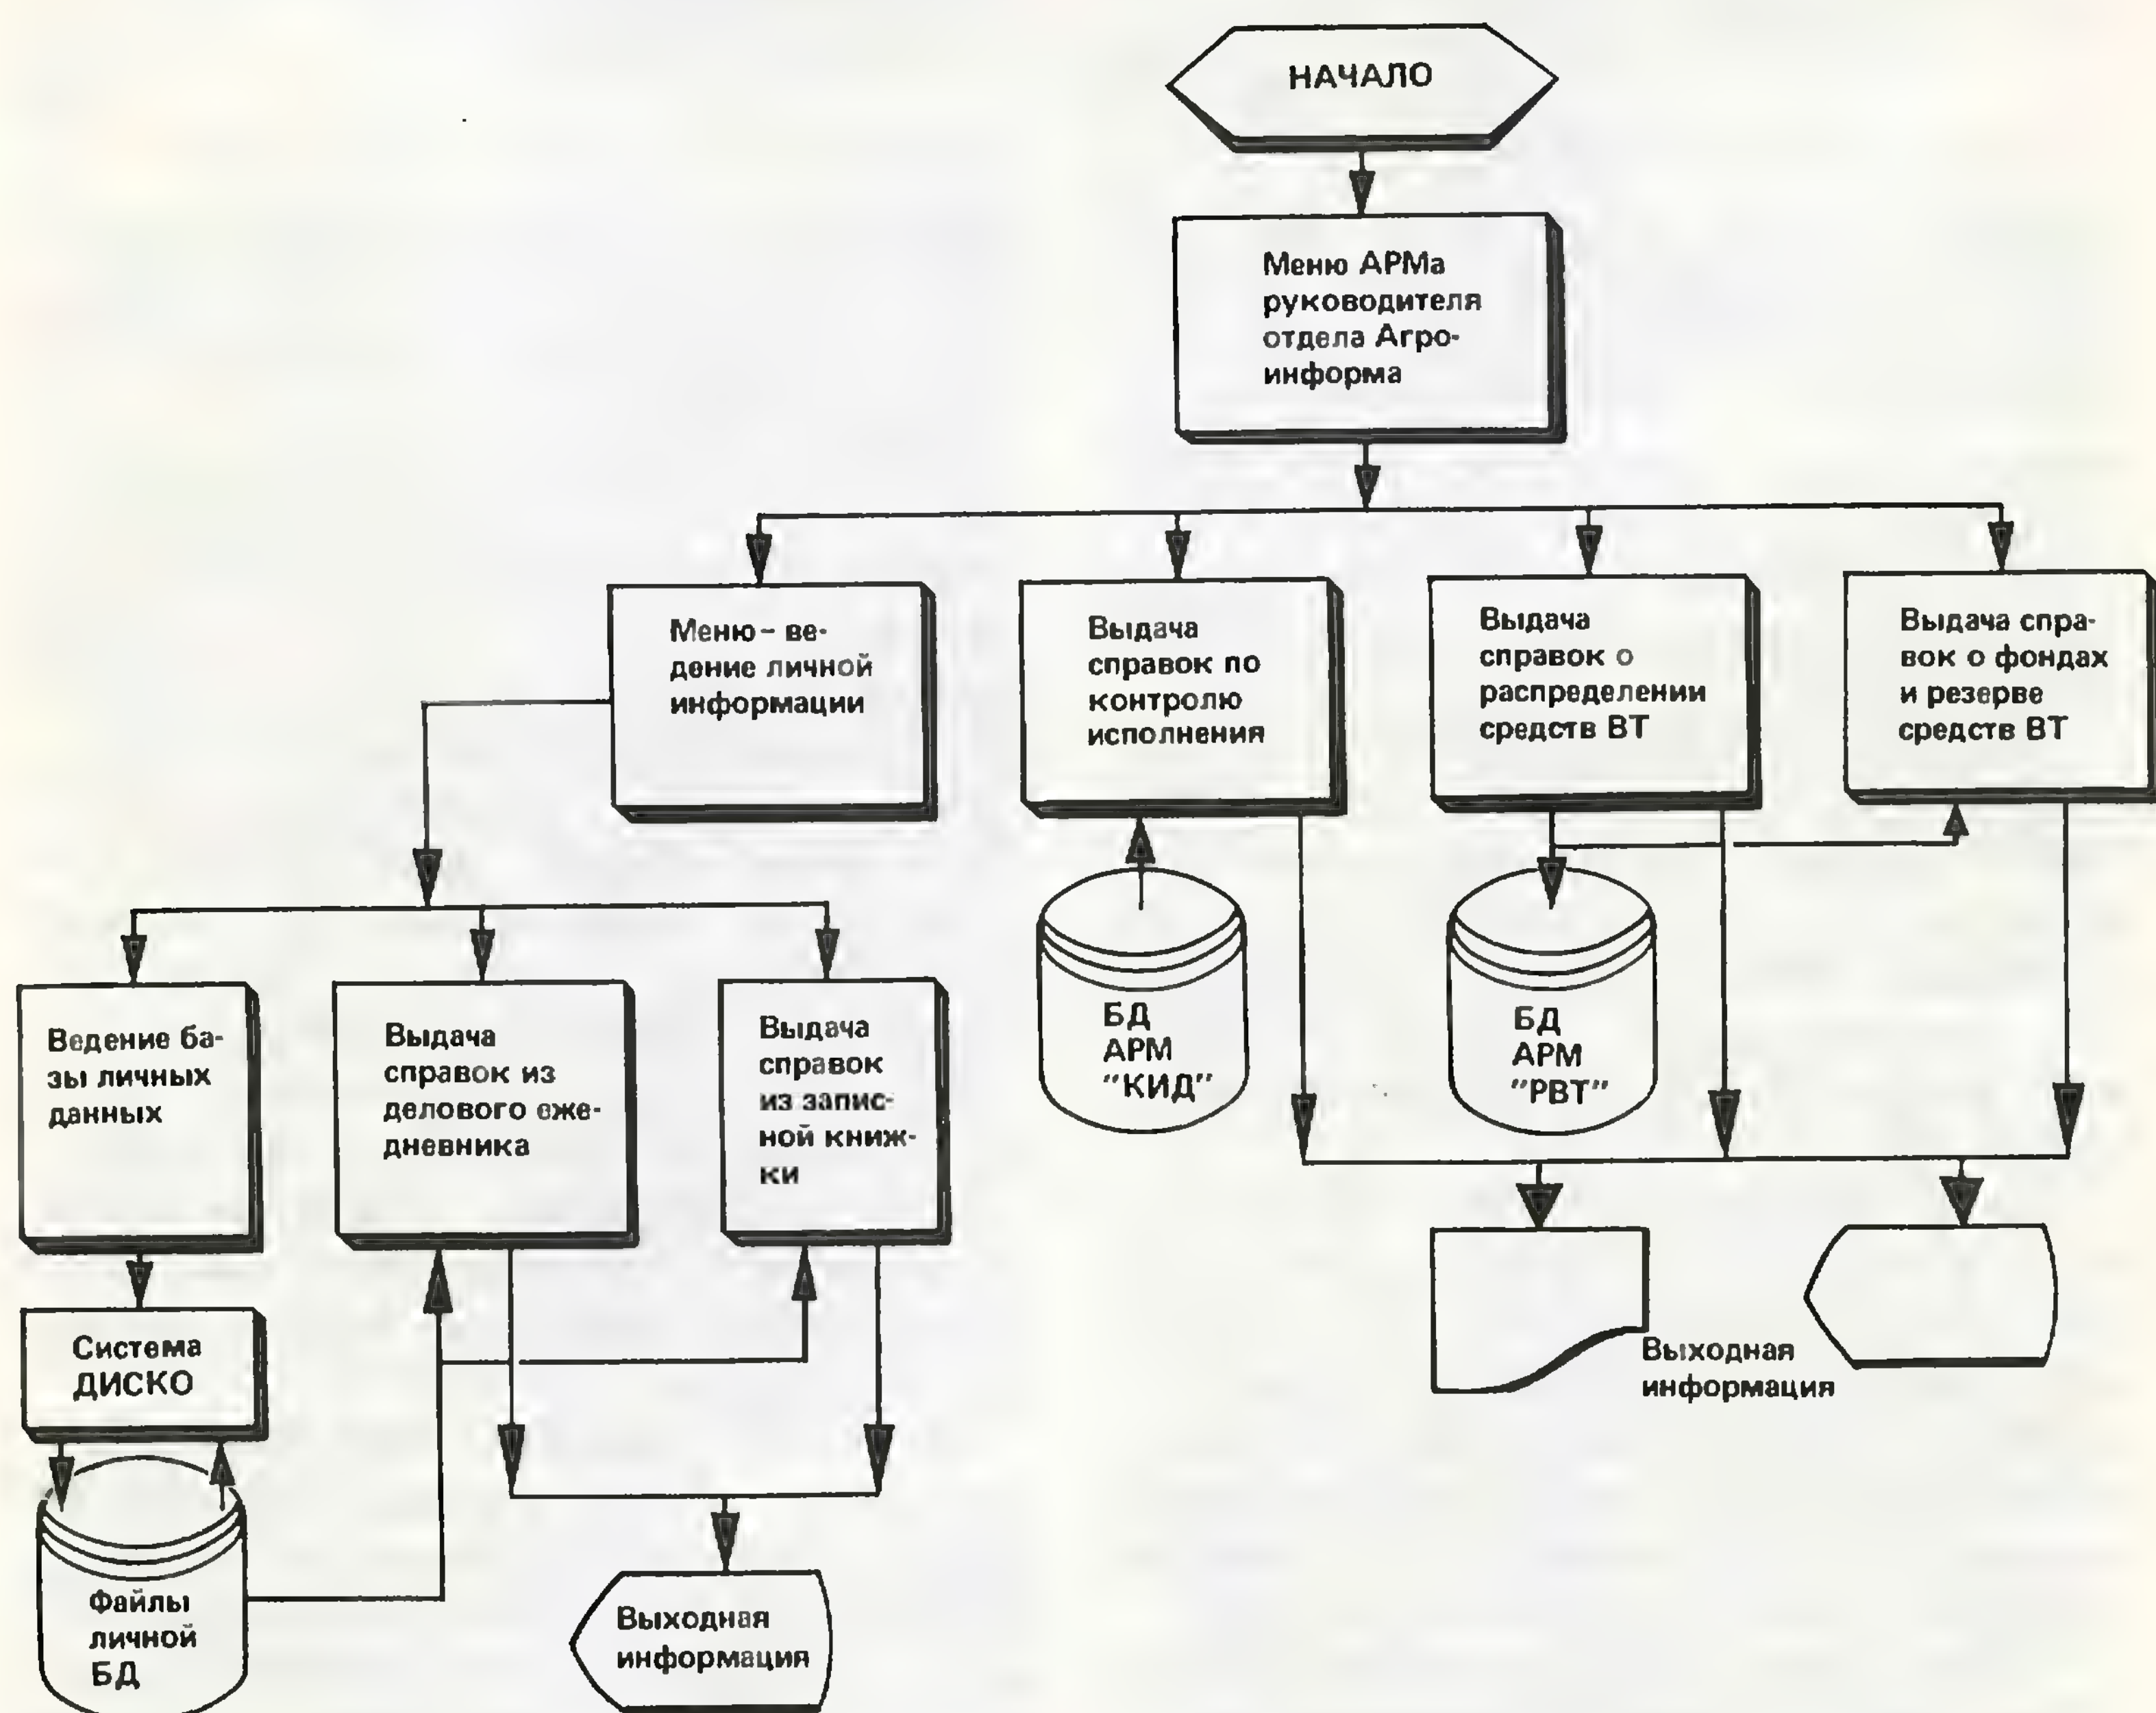 НАЧАЛО
Меню АРМа
руководителя
отдела Агро-
информа
Меню – ве-
дение личной
информации
Выдача
справок по
контролю
исполнения
Выдача
справок о
распределении
средств ВТ
Выдача спра-
вок о фондах
и резерве
средств ВТ
Ведение ба-
зы личных
данных
Выдача
справок из
делового еже-
дневника
Выдача
справок
из запис-
ной книж-
ки
БД
АРМ
"КИД"
БД
АРМ
"РВТ"
Система
ДИСКО
Выходная
информация
Файлы
личной
БД
Выходная
информация